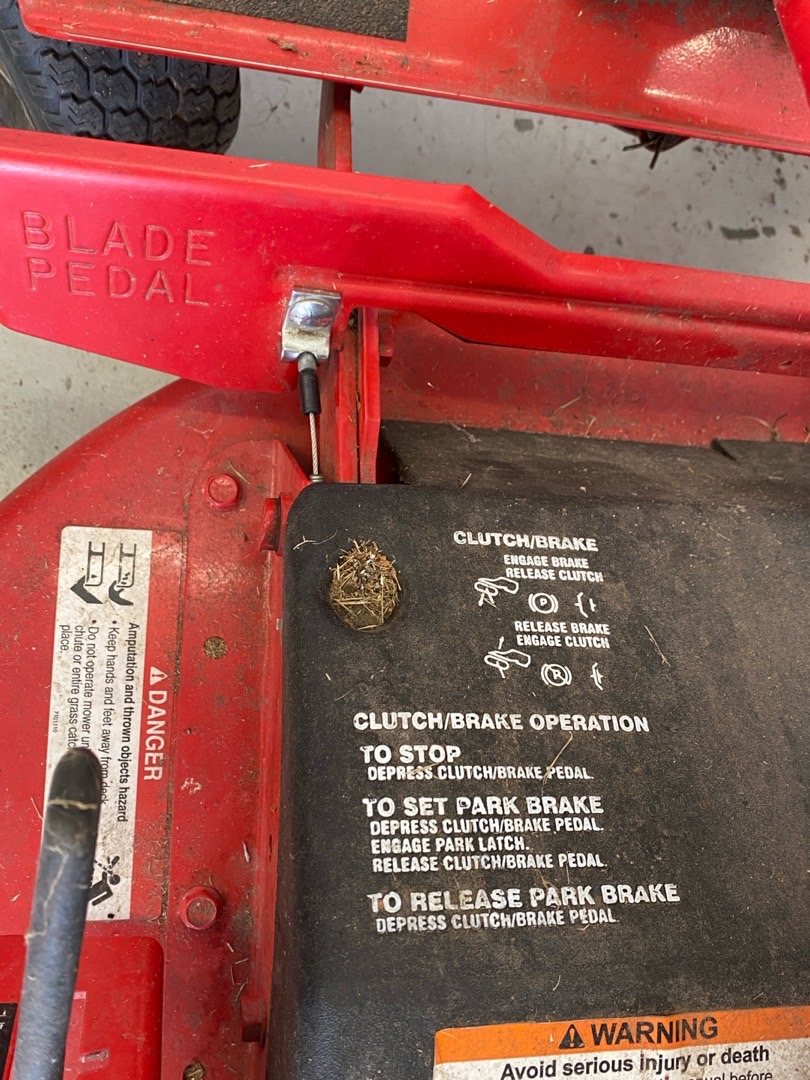 BLADE
PEDAL
CLUTCH/BRAKE
ENGAGE BRAKE
RELEASE CLUTCH
P
RELEASE BRAKE
ENGAGE CLUTCH
R
CLUTCH/BRAKE OPERATION
TO STOP
DEPRESS CLUTCH/BRAKE PEDAL.
TO SET PARK BRAKE
DEPRESS CLUTCH/BRAKE PEDAL.
ENGAGE PARK LATCH.
RELEASE CLUTCH/BRAKE PEDAL.
TO RELEASE PARK BRAKE
DEPRESS CLUTCH/BRAKE PEDAL.
DANGER
Amputation and thrown objects hazard
• Keep hands and feet away from
• Do not operate mower
chute or entire grass
place.
WARNING
Avoid serious injury or death
before